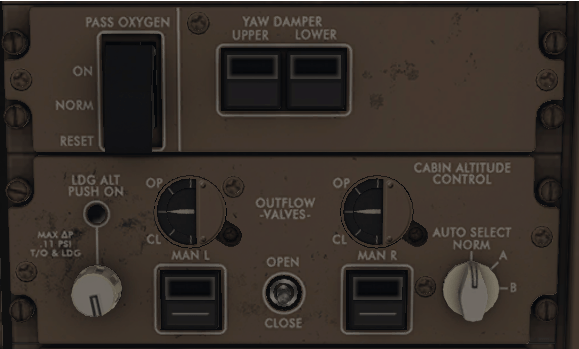 PASS OXYGEN
ON
NORM
RESET
YAW DAMPER
UPPER LOWER
LDG ALT
PUSH ON
MAX ΔP
.11 PSI
T/O & LDG
OP
CL
MAN L
OUTFLOW
-VALVES-
OPEN
CLOSE
OP
CL
MAN R
CABIN ALTITUDE
CONTROL
AUTO SELECT
NORM
A
B